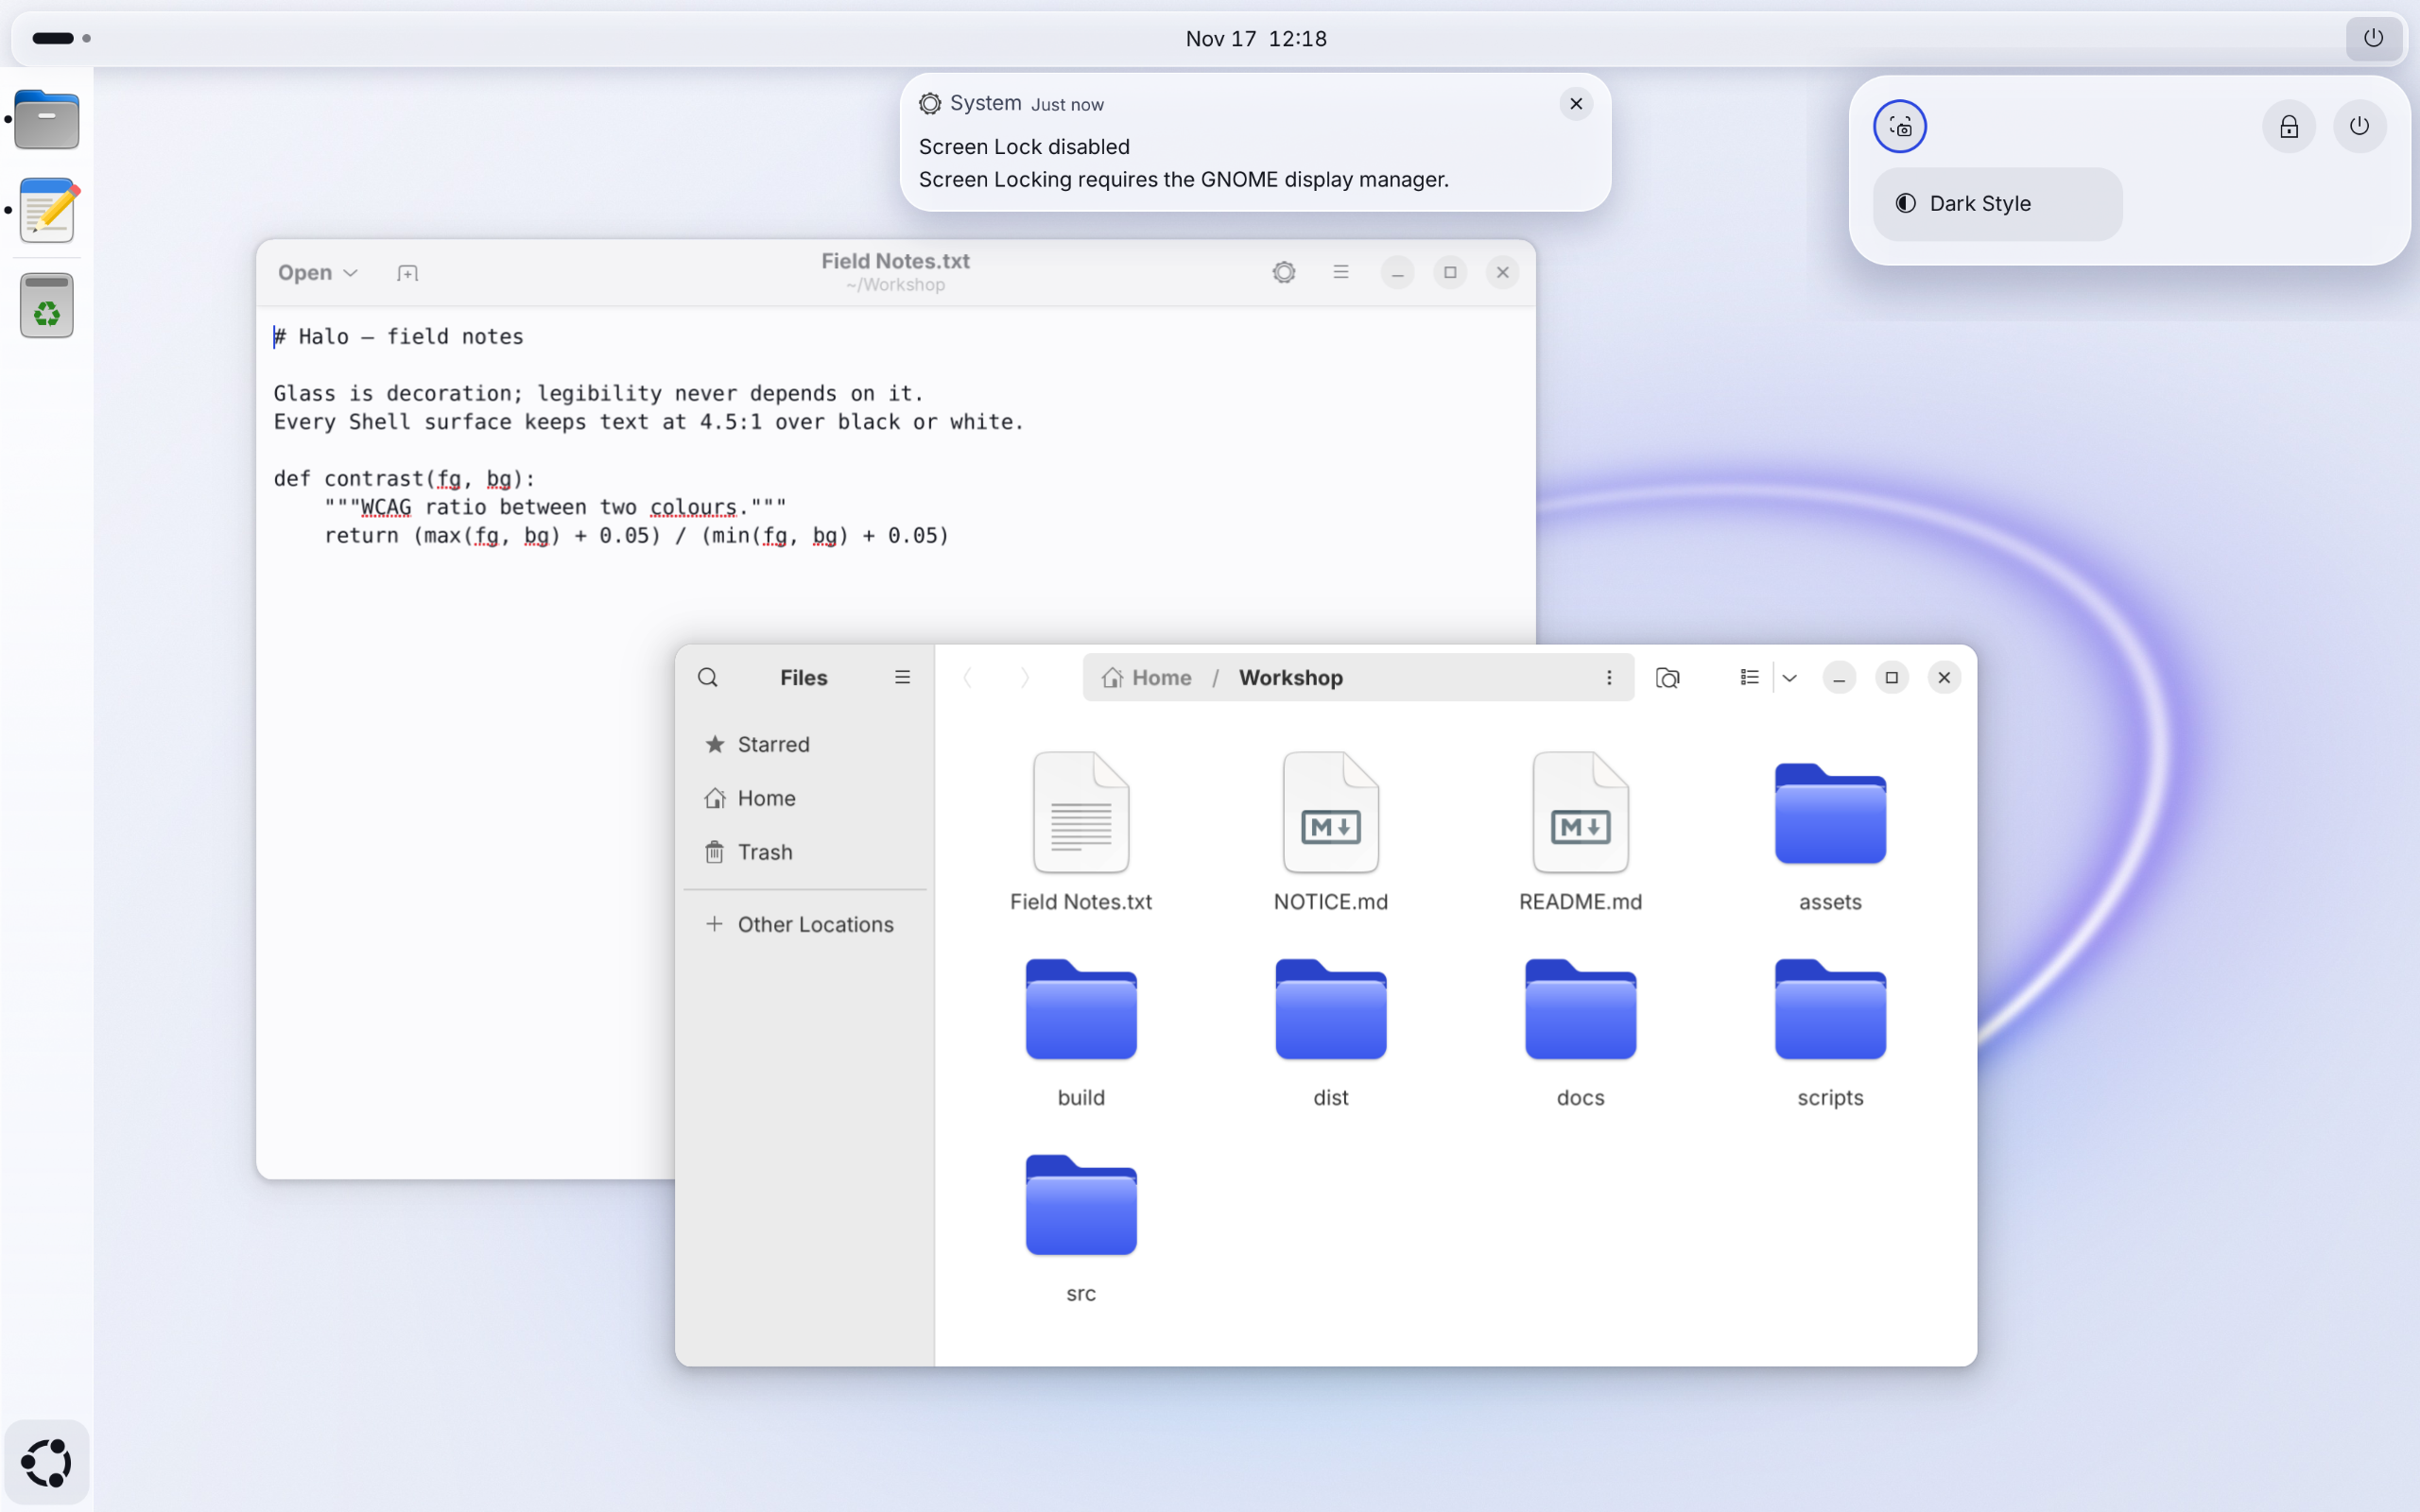 Nov 17 12:18
System Just now
Screen Lock disabled
Screen Locking requires the GNOME display manager.
Dark Style
Open
Field Notes.txt
~/Workshop
# Halo — field notes
Glass is decoration; legibility never depends on it.
Every Shell surface keeps text at 4.5:1 over black or white.
def contrast(fg, bg):
    """WCAG ratio between two colours."""
    return (max(fg, bg) + 0.05) / (min(fg, bg) + 0.05)
Files
Home / Workshop
Starred
Home
Trash
Other Locations
Field Notes.txt
NOTICE.md
README.md
assets
build
dist
docs
scripts
src